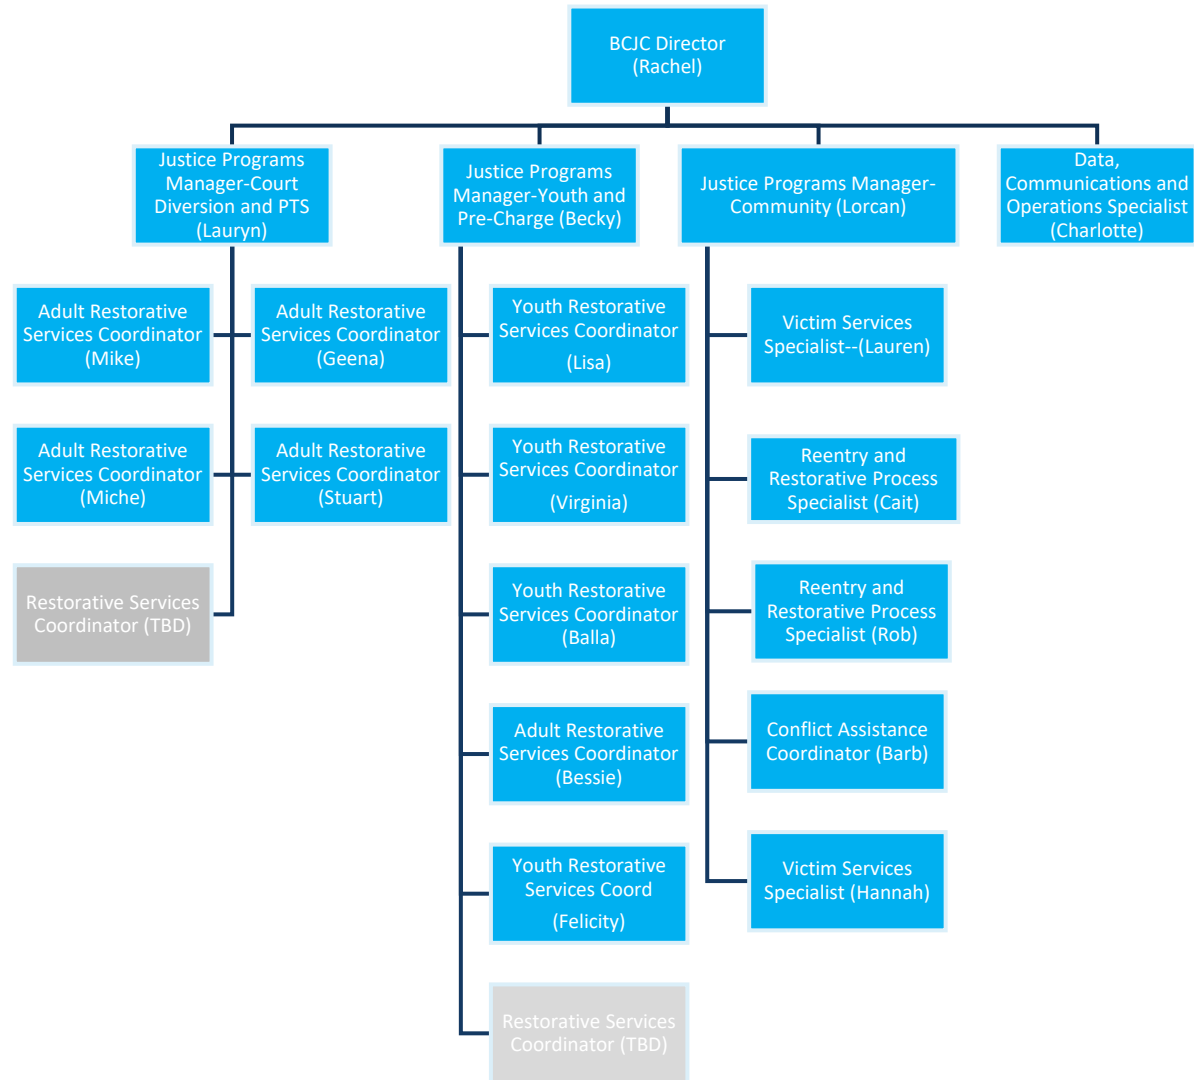 BCJC Director
(Rachel)
Justice Programs
Manager-Court
Diversion and PTS
(Lauryn)
Justice Programs
Manager-Youth and
Pre-Charge (Becky)
Justice Programs Manager-
Community (Lorcan)
Data,
Communications and
Operations Specialist
(Charlotte)
Adult Restorative
Services Coordinator
(Mike)
Adult Restorative
Services Coordinator
(Geena)
Adult Restorative
Services Coordinator
(Miche)
Adult Restorative
Services Coordinator
(Stuart)
Restorative Services
Coordinator (TBD)
Youth Restorative
Services Coordinator
(Lisa)
Youth Restorative
Services Coordinator
(Virginia)
Youth Restorative
Services Coordinator
(Balla)
Adult Restorative
Services Coordinator
(Bessie)
Youth Restorative
Services Coord
(Felicity)
Restorative Services
Coordinator (TBD)
Victim Services
Specialist--(Lauren)
Reentry and
Restorative Process
Specialist (Cait)
Reentry and
Restorative Process
Specialist (Rob)
Conflict Assistance
Coordinator (Barb)
Victim Services
Specialist (Hannah)